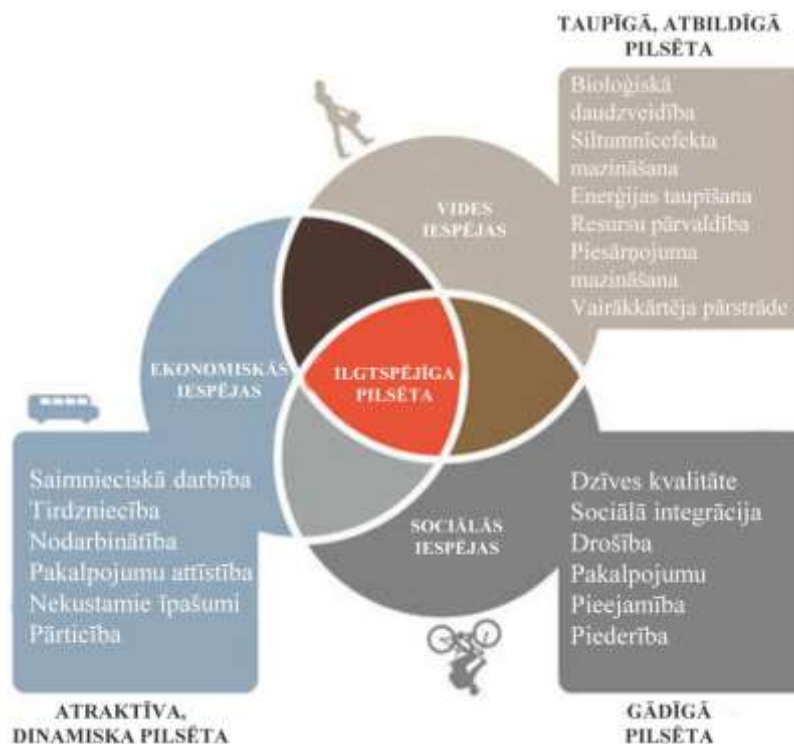 TAUPĪGĀ, ATBILDĪGĀ
PILSĒTA
Bioloģiskā
daudzveidība
Siltumnīcefekta
mazināšana
Enerģijas taupīšana
Resursu pārvaldība
Piesārņojuma
mazināšana
Vairākkārtēja pārstrāde
VIDES
IESPĒJAS
EKONOMISKĀS
IESPĒJAS
ILGTSPĒJĪGA
PILSĒTA
SOCIĀLĀS
IESPĒJAS
Saimnieciskā darbība
Tirdzniecība
Nodarbinātība
Pakalpojumu attīstība
Nekustamie īpašumi
Pārticība
ATRAKTĪVA,
DINAMISKA PILSĒTA
Dzīves kvalitāte
Sociālā integrācija
Drošība
Pakalpojumu
Pieejamība
Piederība
GĀDĪGĀ
PILSĒTA